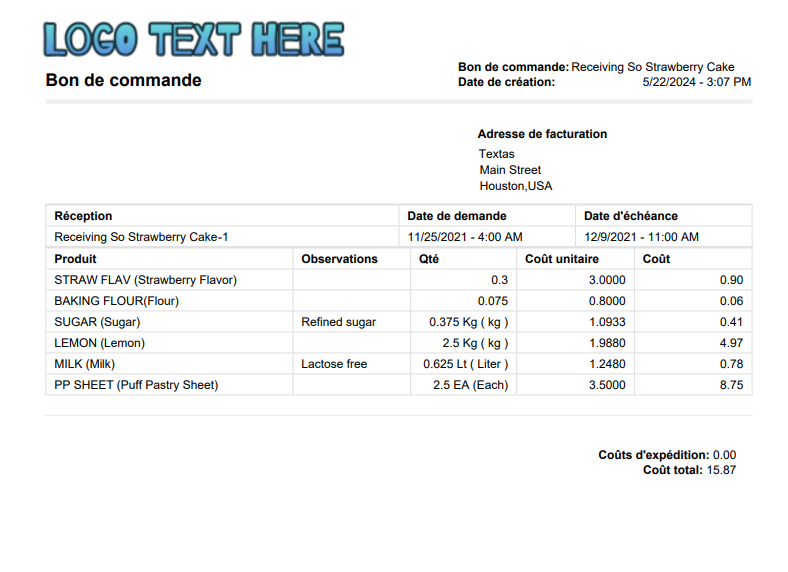 LOGO TEXT HERE
Bon de commande
Bon de commande: Receiving So Strawberry Cake
Date de création: 5/22/2024 - 3:07 PM
Adresse de facturation
Textas
Main Street
Houston,USA
Réception Date de demande Date d'échéance
Receiving So Strawberry Cake-1 11/25/2021 - 4:00 AM 12/9/2021 - 11:00 AM
Produit Observations Qté Coût unitaire Coût
STRAW FLAV (Strawberry Flavor) 0.3 3.0000 0.90
BAKING FLOUR(Flour) 0.075 0.8000 0.06
SUGAR (Sugar) Refined sugar 0.375 Kg ( kg ) 1.0933 0.41
LEMON (Lemon) 2.5 Kg ( kg ) 1.9880 4.97
MILK (Milk) Lactose free 0.625 Lt ( Liter ) 1.2480 0.78
PP SHEET (Puff Pastry Sheet) 2.5 EA (Each) 3.5000 8.75
Coûts d'expédition: 0.00
Coût total: 15.87